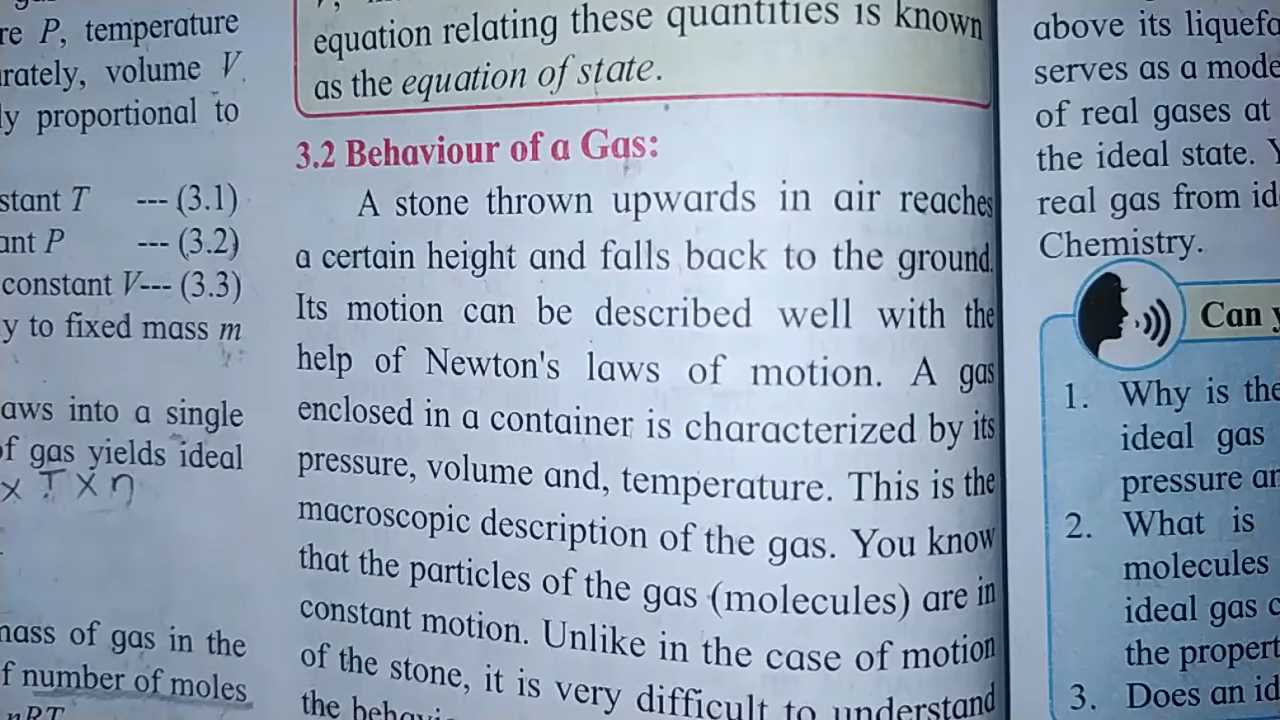 re P, temperature
rately, volume V
ly proportional to
stant T --- (3.1)
ant P --- (3.2)
constant V--- (3.3)
y to fixed mass m
aws into a single
of gas yields ideal
x T x n
mass of gas in the
f number of moles
nRT
equation relating these quantities is known
as the equation of state.
3.2 Behaviour of a Gas:
A stone thrown upwards in air reaches
a certain height and falls back to the ground.
Its motion can be described well with the
help of Newton's laws of motion. A gas
enclosed in a container is characterized by its
pressure, volume and, temperature. This is the
macroscopic description of the gas. You know
that the particles of the gas (molecules) are in
constant motion. Unlike in the case of motion
of the stone, it is very difficult to understand
the behavi
above its liquefa
serves as a mode
of real gases at
the ideal state. Y
real gas from id
Chemistry.
Can y
1. Why is the
ideal gas
pressure an
2. What is
molecules
ideal gas c
the propert
3. Does an id